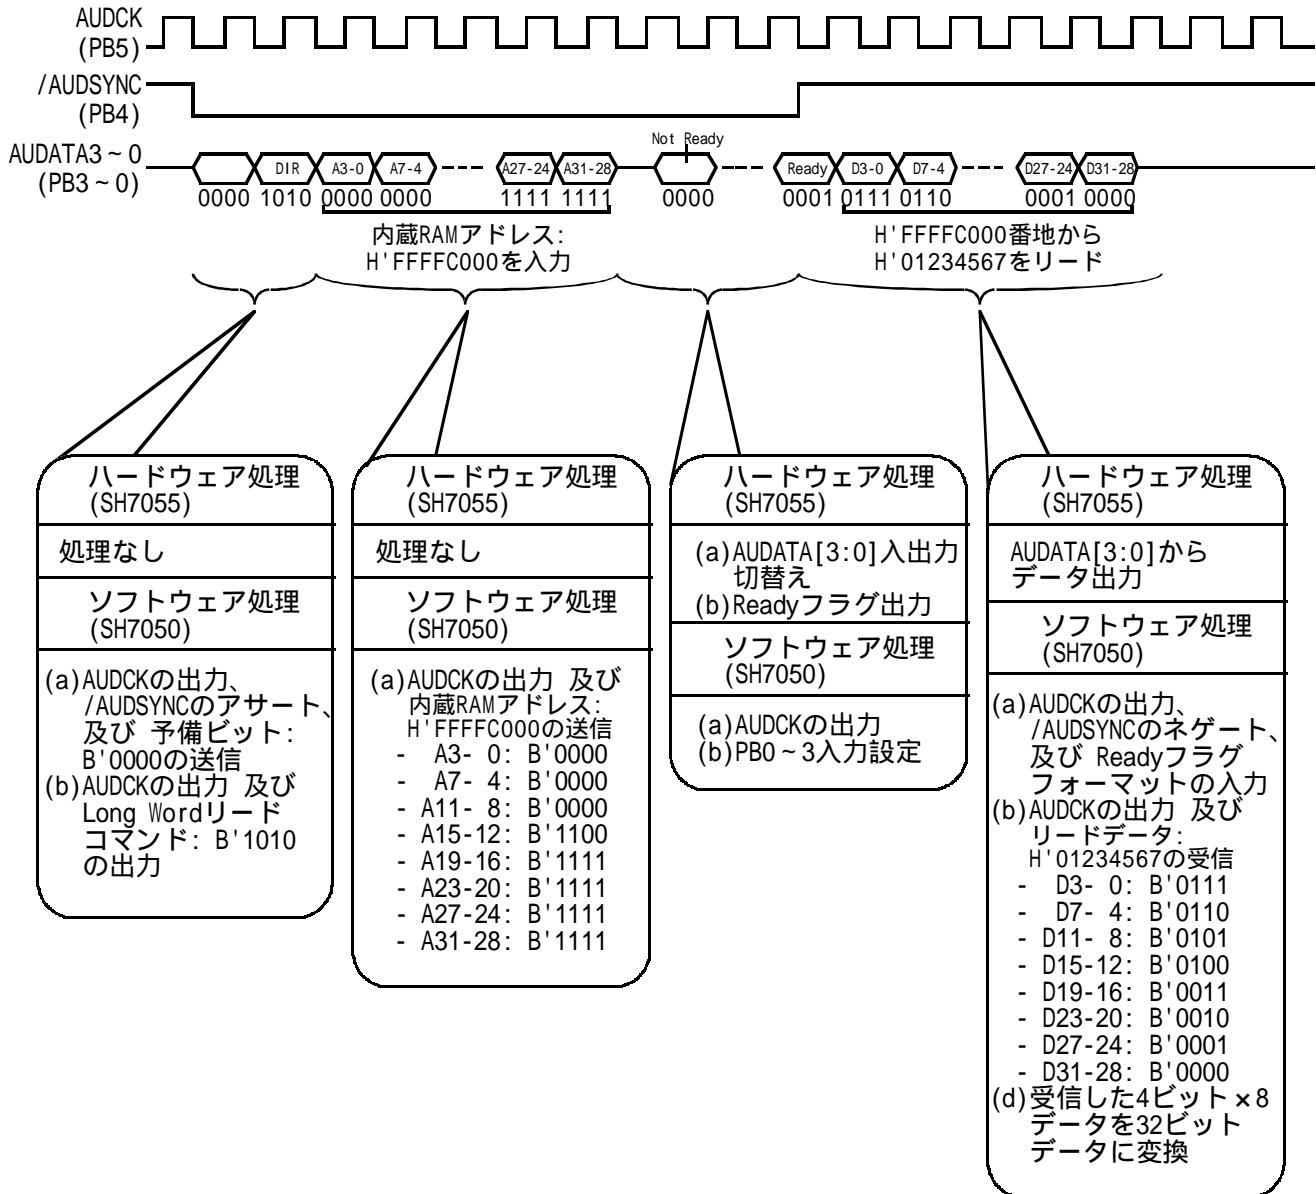 AUDCK
(PB5)
/AUDSYNC
(PB4)
AUDATA3～0
(PB3～0)
Not Ready
DIR A3-0 A7-4 A27-24 A31-28 Ready D3-0 D7-4 D27-24 D31-28
0000 1010 0000 0000 1111 1111 0000 0001 0111 0110 0001 0000
内蔵RAMアドレス:
H'FFFFC000を入力
H'FFFFC000番地から
H'01234567をリード
ハードウェア処理
(SH7055)
処理なし
ソフトウェア処理
(SH7050)
(a)AUDCKの出力、
/AUDSYNCのアサート、
及び 予備ビット:
B'0000の送信
(b)AUDCKの出力 及び
Long Wordリード
コマンド: B'1010
の出力
ハードウェア処理
(SH7055)
処理なし
ソフトウェア処理
(SH7050)
(a)AUDCKの出力 及び
内蔵RAMアドレス:
H'FFFFC000の送信
- A3- 0: B'0000
- A7- 4: B'0000
- A11- 8: B'0000
- A15-12: B'1100
- A19-16: B'1111
- A23-20: B'1111
- A27-24: B'1111
- A31-28: B'1111
ハードウェア処理
(SH7055)
(a)AUDATA[3:0]入出力
切替え
(b)Readyフラグ出力
ソフトウェア処理
(SH7050)
(a)AUDCKの出力
(b)PB0～3入力設定
ハードウェア処理
(SH7055)
AUDATA[3:0]から
データ出力
ソフトウェア処理
(SH7050)
(a)AUDCKの出力、
/AUDSYNCのネゲート、
及び Readyフラグ
フォーマットの入力
(b)AUDCKの出力 及び
リードデータ:
H'01234567の受信
- D3- 0: B'0111
- D7- 4: B'0110
- D11- 8: B'0101
- D15-12: B'0100
- D19-16: B'0011
- D23-20: B'0010
- D27-24: B'0001
- D31-28: B'0000
(d)受信した4ビット×8
データを32ビット
データに変換